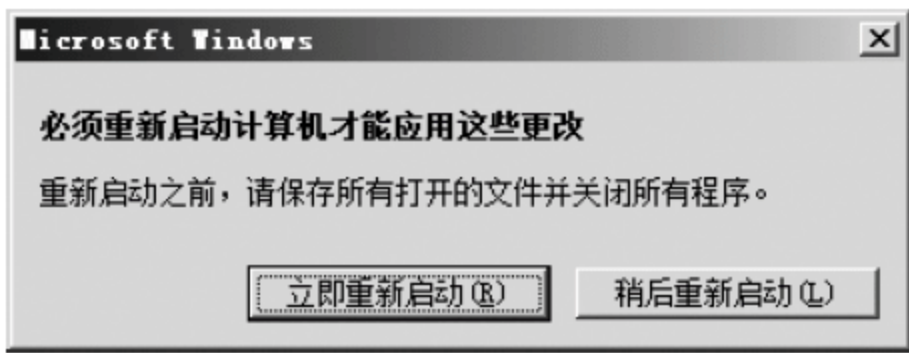 Microsoft Windows
必须重新启动计算机才能应用这些更改
重新启动之前，请保存所有打开的文件并关闭所有程序。
立即重新启动(R)
稍后重新启动(L)